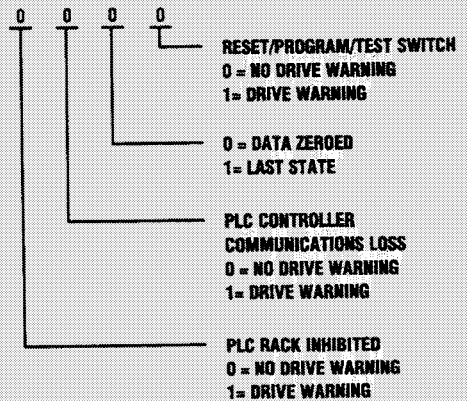 0 0 0 0
RESET/PROGRAM/TEST SWITCH
0 = NO DRIVE WARNING
1= DRIVE WARNING
0 = DATA ZEROED
1= LAST STATE
PLC CONTROLLER
COMMUNICATIONS LOSS
0 = NO DRIVE WARNING
1= DRIVE WARNING
PLC RACK INHIBITED
0 = NO DRIVE WARNING
1= DRIVE WARNING